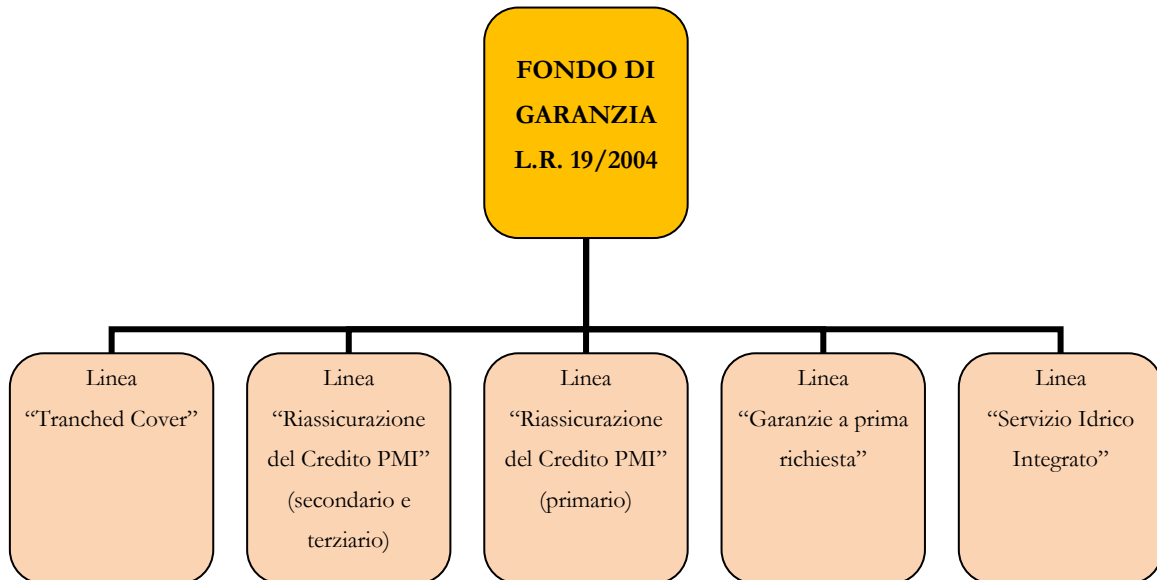 FONDO DI
GARANZIA
L.R. 19/2004
Linea
“Tranched Cover”
Linea
“Riassicurazione
del Credito PMI”
(secondario e
terziario)
Linea
“Riassicurazione
del Credito PMI”
(primario)
Linea
“Garanzie a prima
richiesta”
Linea
“Servizio Idrico
Integrato”